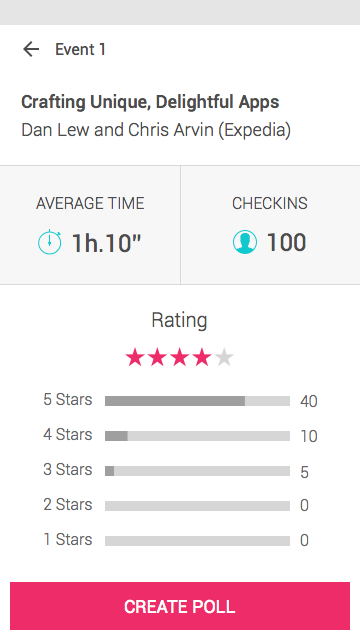 Event 1
Crafting Unique, Delightful Apps
Dan Lew and Chris Arvin (Expedia)
AVERAGE TIME
1h.10”
CHECKINS
100
Rating
5 Stars 40
4 Stars 10
3 Stars 5
2 Stars 0
1 Stars 0
CREATE POLL